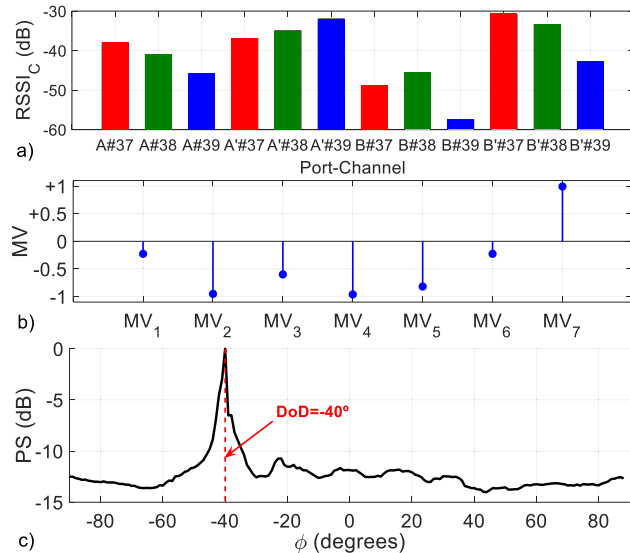 -30
-40
-50
-60
RSSI_C (dB)
A#37 A#38 A#39 A'#37 A'#38 A'#39 B#37 B#38 B#39 B'#37 B'#38 B'#39
a)
Port-Channel
+1
+0.5
0
-0.5
-1
MV
MV_1 MV_2 MV_3 MV_4 MV_5 MV_6 MV_7
b)
0
-5
-10
-15
PS (dB)
DoD=-40º
-80 -60 -40 -20 0 20 40 60 80
c)
ϕ (degrees)